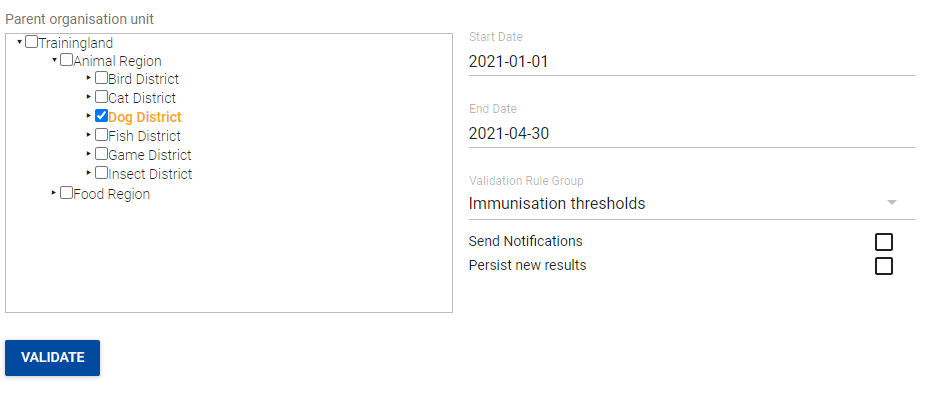 Parent organisation unit
Trainingland
Animal Region
Bird District
Cat District
Dog District
Fish District
Game District
Insect District
Food Region
Start Date
2021-01-01
End Date
2021-04-30
Validation Rule Group
Immunisation thresholds
Send Notifications
Persist new results
VALIDATE